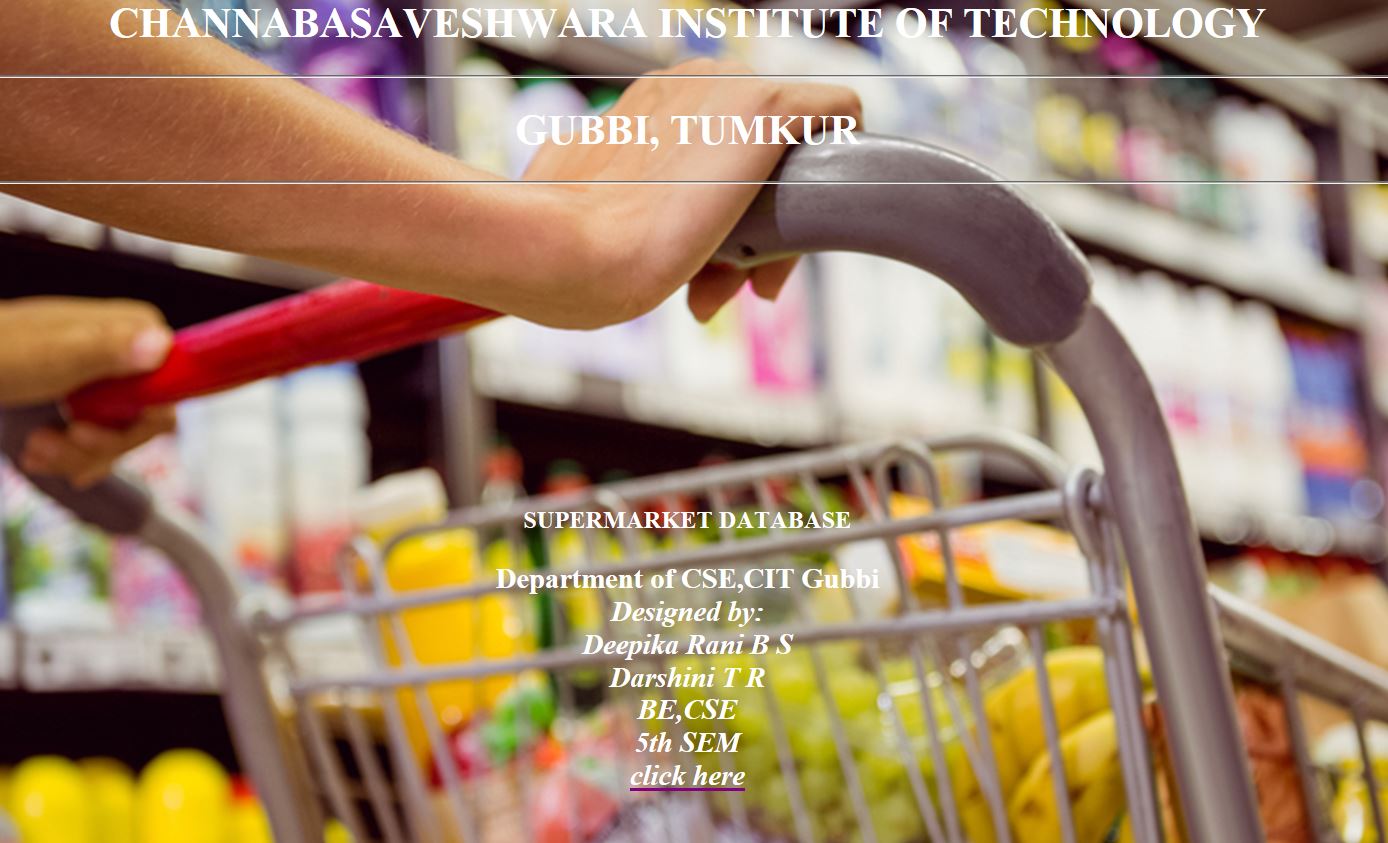 CHANNABASAVESHWARA INSTITUTE OF TECHNOLOGY
GUBBI, TUMKUR
SUPERMARKET DATABASE
Department of CSE,CIT Gubbi
Designed by:
Deepika Rani B S
Darshini T R
BE,CSE
5th SEM
click here